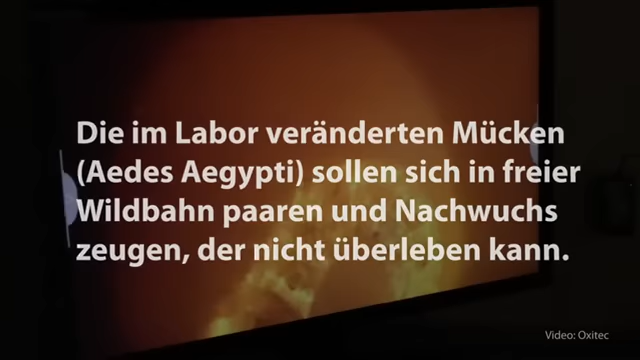 Die im Labor veränderten Mücken
(Aedes Aegypti) sollen sich in freier
Wildbahn paaren und Nachwuchs
zeugen, der nicht überleben kann.
Video: Oxitec